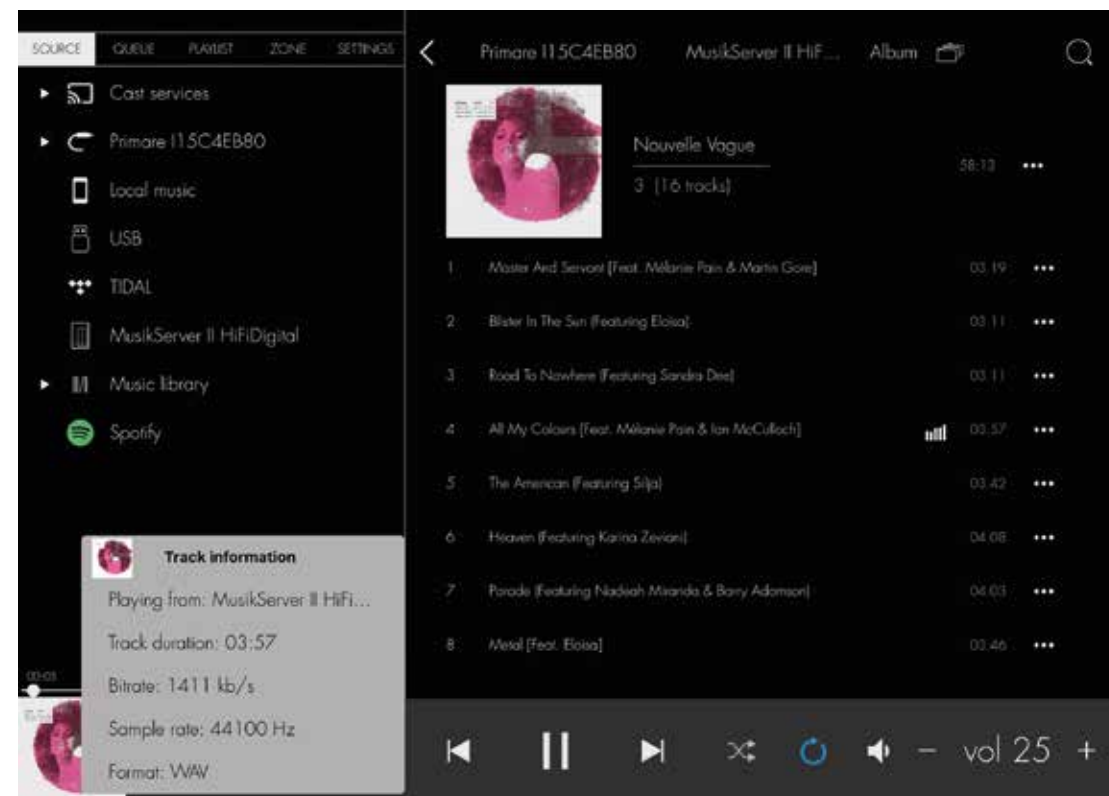 SOURCE QUEUE PLAYLIST ZONE SETTINGS
Cast services
Primare I15C4EB80
Local music
USB
TIDAL
MusikServer II HiFiDigital
Music library
Spotify
Track information
Playing from: MusikServer II HiFi...
Track duration: 03:57
Bitrate: 1411 kb/s
Sample rate: 44100 Hz
Format: WAV
00:03
Primare I15C4EB80 MusikServer II HiF... Album
Nouvelle Vague
3 (16 tracks)
58:13
1 Master And Servant [Feat. Mélanie Pain & Martin Gore] 03:19
2 Blister In The Sun (Featuring Eloisa) 03:11
3 Road To Nowhere (Featuring Sandra Dee) 03:11
4 All My Colours [Feat. Mélanie Pain & Ian McCulloch] 03:57
5 The American (Featuring Silja) 03:42
6 Heaven (Featuring Karina Zeviani) 04:08
7 Parade (Featuring Nadéah Miranda & Barry Adamson) 04:03
8 Metal [Feat. Eloisa] 03:46
vol 25